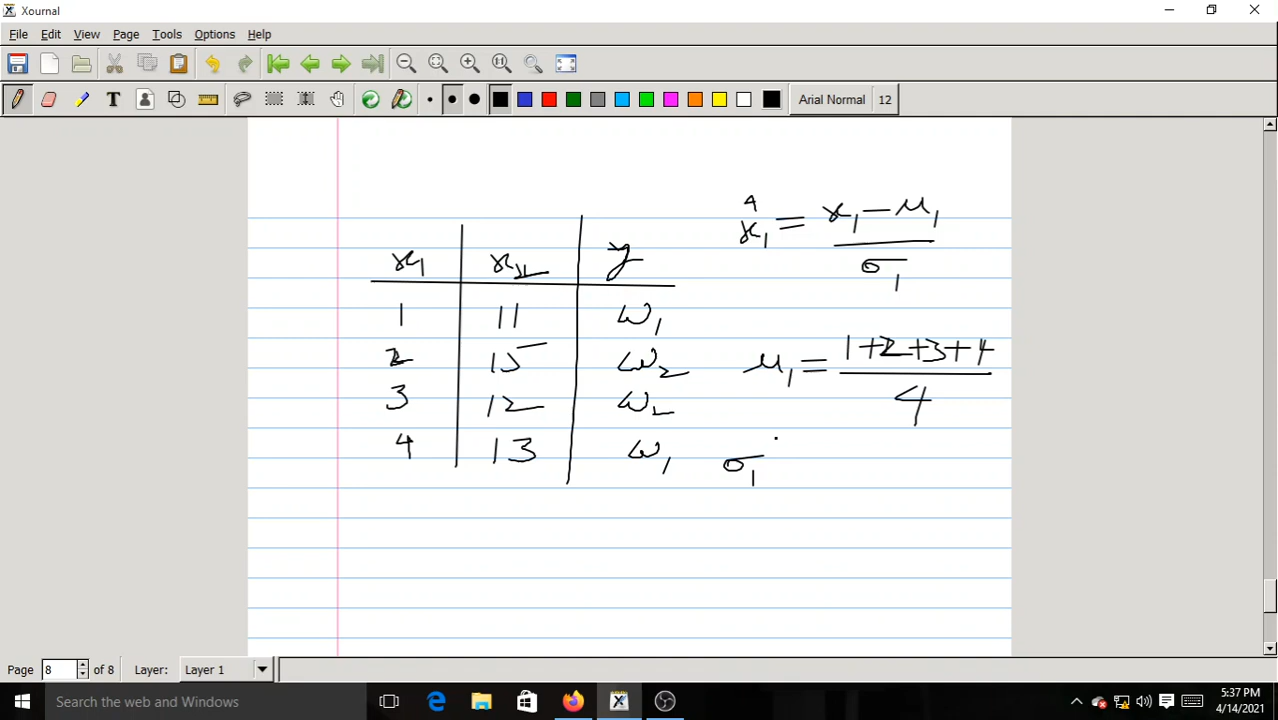 Xournal
File Edit View Page Tools Options Help
Arial Normal 12
x̂₁ = x₁ − μ₁ / σ₁
x₁ x₂ y
1 11 ω₁
2 15 ω₂
3 12 ω₂
4 13 ω₁
μ₁ = 1+2+3+4 / 4
σ₁
Page 8 of 8 Layer: Layer 1
Search the web and Windows
5:37 PM
4/14/2021